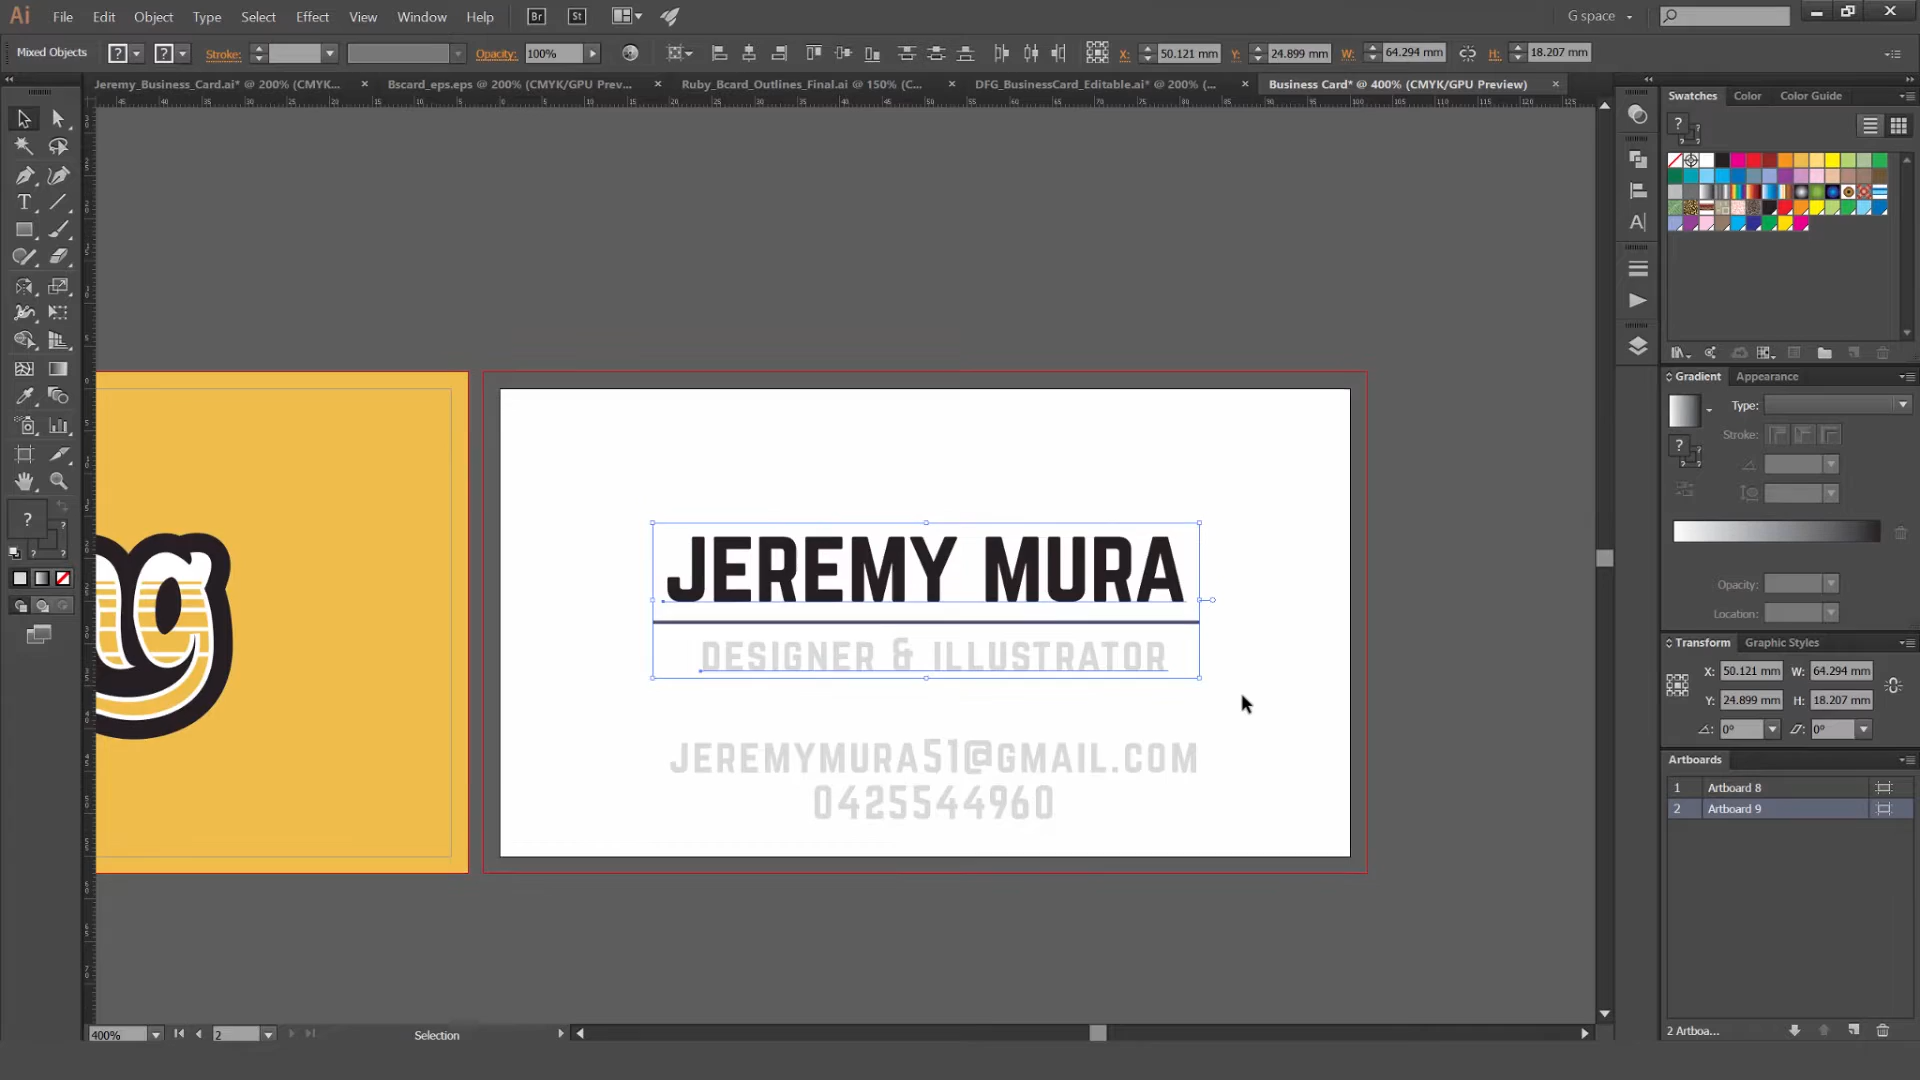 Ai File Edit Object Type Select Effect View Window Help Br St G space
Mixed Objects ? ? Stroke: Opacity: 100% X: 50.121 mm Y: 24.899 mm W: 64.294 mm H: 18.207 mm
Jeremy_Business_Card.ai* @ 200% (CMYK... Bscard_eps.eps @ 200% (CMYK/GPU Prev... Ruby_Bcard_Outlines_Final.ai @ 150% (C... DFG_BusinessCard_Editable.ai* @ 200% (... Business Card* @ 400% (CMYK/GPU Preview)
Swatches Color Color Guide
Gradient Appearance
Type:
Stroke:
Opacity:
Location:
JEREMY MURA
DESIGNER & ILLUSTRATOR
JEREMYMURA51@GMAIL.COM
0425544960
Transform Graphic Styles
X: 50.121 mm W: 64.294 mm
Y: 24.899 mm H: 18.207 mm
0° 0°
Artboards
1 Artboard 8
2 Artboard 9
2 Artboa...
400% 2 Selection